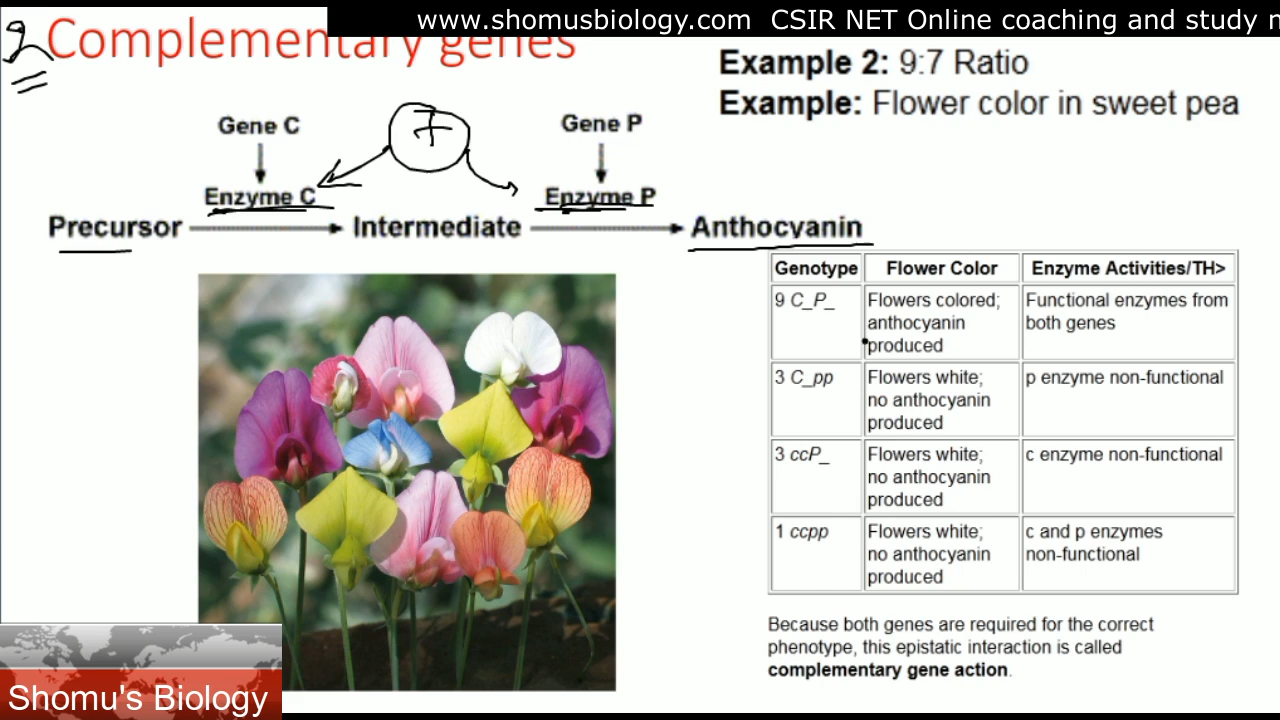 www.shomusbiology.com CSIR NET Online coaching and study
2 Complementary genes
Example 2: 9:7 Ratio
Example: Flower color in sweet pea
Gene C
Gene P
+
Enzyme C
Enzyme P
Precursor
Intermediate
Anthocyanin
Genotype Flower Color Enzyme Activities/TH>
9 C_P_ Flowers colored; Functional enzymes from
anthocyanin both genes
produced
3 C_pp Flowers white; p enzyme non-functional
no anthocyanin
produced
3 ccP_ Flowers white; c enzyme non-functional
no anthocyanin
produced
1 ccpp Flowers white; c and p enzymes
no anthocyanin non-functional
produced
Because both genes are required for the correct
phenotype, this epistatic interaction is called
complementary gene action.
Shomu's Biology